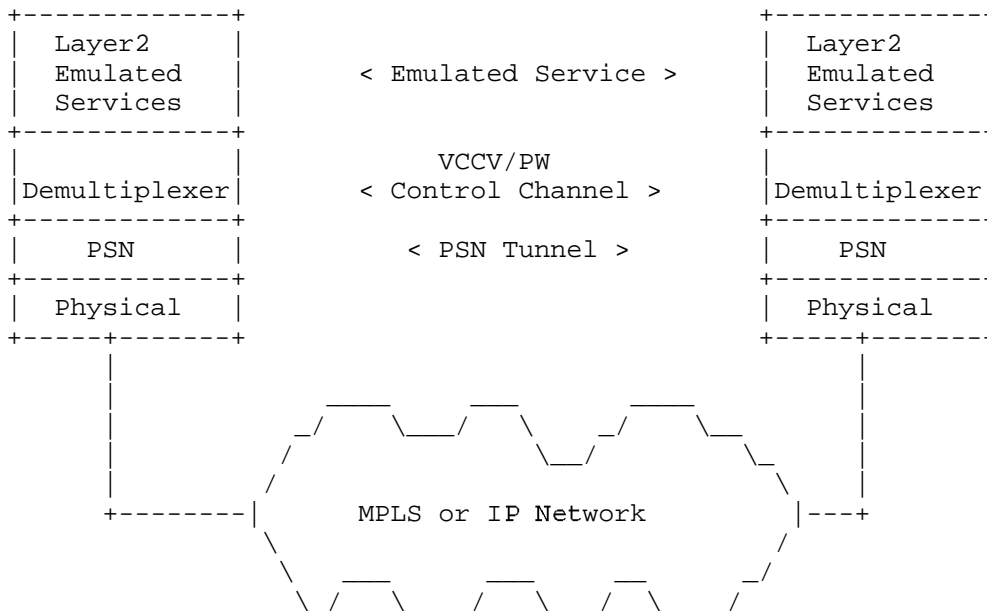 Layer2 Layer2
Emulated < Emulated Service > Emulated
Services Services
VCCV/PW
Demultiplexer < Control Channel > Demultiplexer
PSN < PSN Tunnel > PSN
Physical Physical
MPLS or IP Network